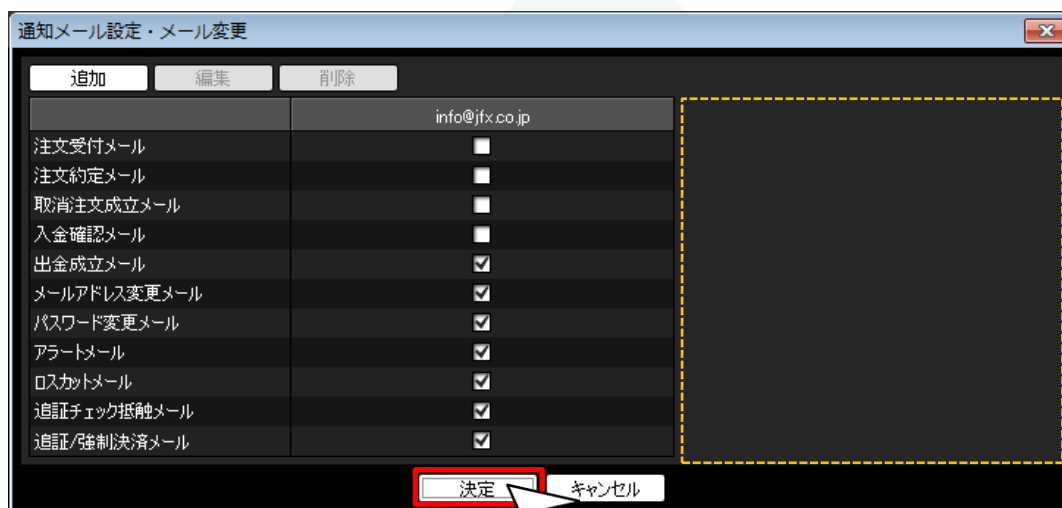 通知メール設定・メール変更
追加 編集 削除
info@jfx.co.jp
注文受付メール
注文約定メール
取消注文成立メール
入金確認メール
出金成立メール
メールアドレス変更メール
パスワード変更メール
アラートメール
ロスカットメール
追証チェック抵触メール
追証/強制決済メール
決定 キャンセル